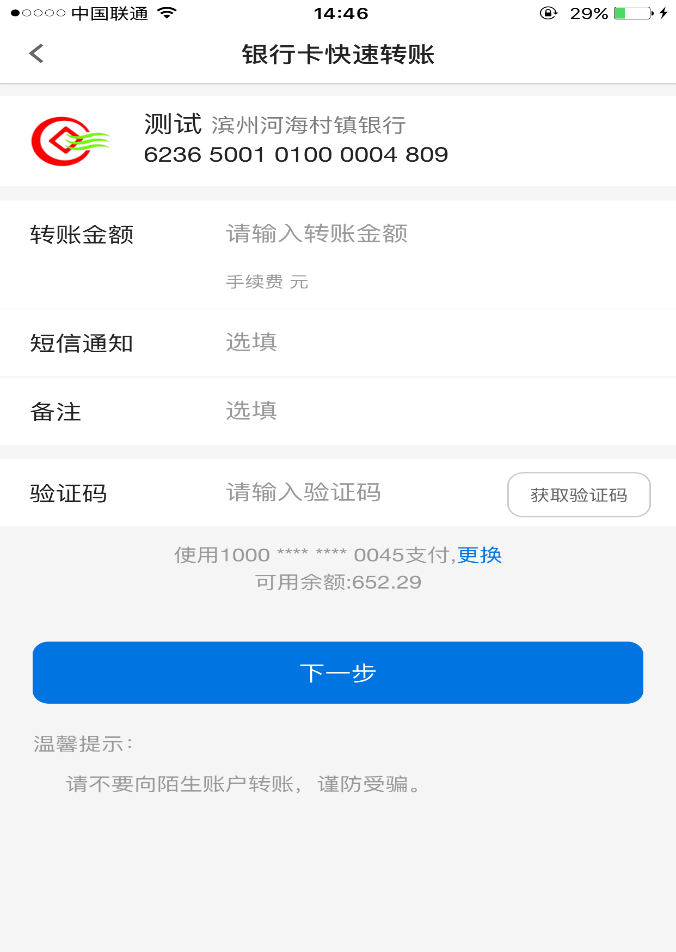 中国联通 14:46 29%
银行卡快速转账
测试 滨州河海村镇银行
6236 5001 0100 0004 809
转账金额 请输入转账金额
手续费 元
短信通知 选填
备注 选填
验证码 请输入验证码 获取验证码
使用1000 **** **** 0045支付,更换
可用余额:652.29
下一步
温馨提示：
请不要向陌生账户转账，谨防受骗。